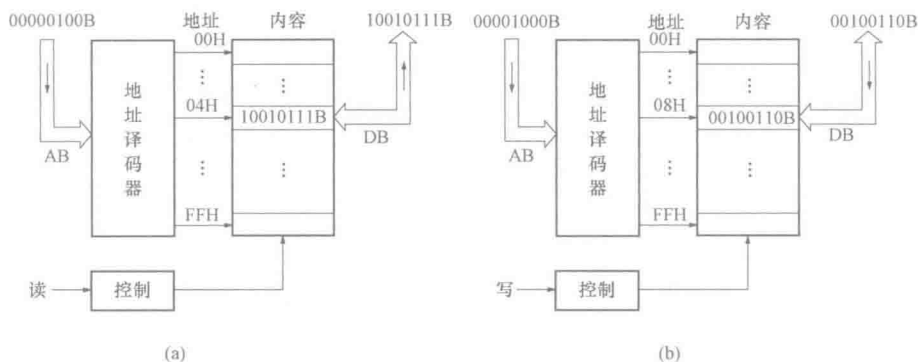 00000100B
地址
内容
10010111B
00H
⋮
⋮
04H
10010111B
地址译码器
AB
DB
⋮
⋮
FFH
读
控制
(a)
00001000B
地址
内容
00100110B
00H
⋮
⋮
08H
00100110B
地址译码器
AB
DB
⋮
⋮
FFH
写
控制
(b)